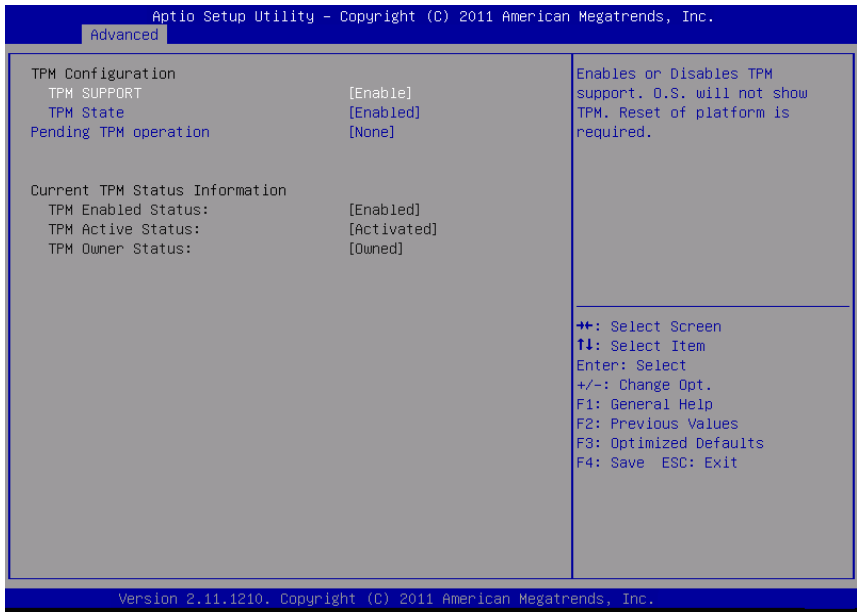 Aptio Setup Utility – Copyright (C) 2011 American Megatrends, Inc.
Advanced
TPM Configuration
TPM SUPPORT [Enable]
TPM State [Enabled]
Pending TPM operation [None]
Current TPM Status Information
TPM Enabled Status: [Enabled]
TPM Active Status: [Activated]
TPM Owner Status: [Owned]
Enables or Disables TPM
support. O.S. will not show
TPM. Reset of platform is
required.
→←: Select Screen
↑↓: Select Item
Enter: Select
+/-: Change Opt.
F1: General Help
F2: Previous Values
F3: Optimized Defaults
F4: Save ESC: Exit
Version 2.11.1210. Copyright (C) 2011 American Megatrends, Inc.